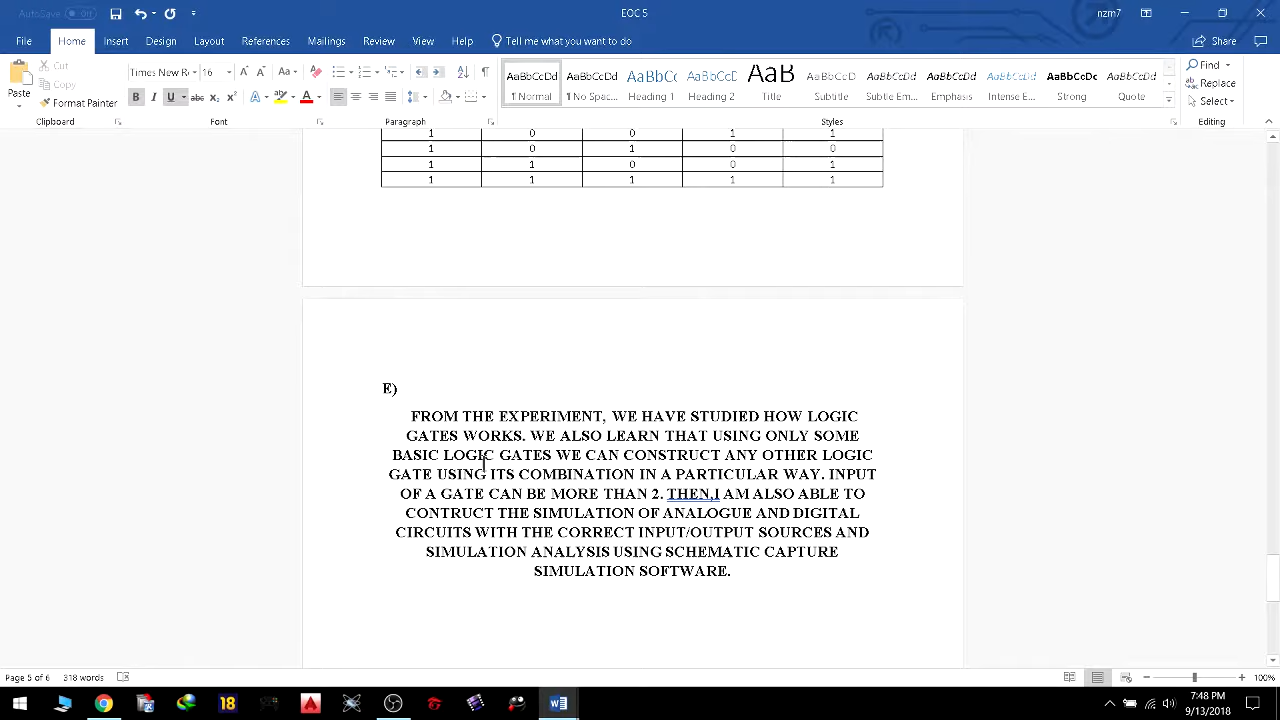 AutoSave Off
EOC 5
nzm7
File Home Insert Design Layout References Mailings Review View Help Tell me what you want to do Share
Paste Cut Copy Format Painter
Times New R 16 Aa
B I U abc x2 x2 A A
AaBbCcDd AaBbCcDd AaBbCc AaBbCcD AaB AaBbCcD AaBbCcDd AaBbCcDd AaBbCcDd AaBbCcDc AaBbCcDd
¶ Normal ¶ No Spac... Heading 1 Heading 2 Title Subtitle Subtle Em... Emphasis Intense E... Strong Quote
Find Replace Select
Clipboard Font Paragraph Styles Editing
1 0 0 1 1
1 0 1 0 0
1 1 0 0 1
1 1 1 1 1
E)
FROM THE EXPERIMENT, WE HAVE STUDIED HOW LOGIC
GATES WORKS. WE ALSO LEARN THAT USING ONLY SOME
BASIC LOGIC GATES WE CAN CONSTRUCT ANY OTHER LOGIC
GATE USING ITS COMBINATION IN A PARTICULAR WAY. INPUT
OF A GATE CAN BE MORE THAN 2. THEN,I AM ALSO ABLE TO
CONTRUCT THE SIMULATION OF ANALOGUE AND DIGITAL
CIRCUITS WITH THE CORRECT INPUT/OUTPUT SOURCES AND
SIMULATION ANALYSIS USING SCHEMATIC CAPTURE
SIMULATION SOFTWARE.
Page 5 of 6 318 words 100%
18
7:48 PM
9/13/2018